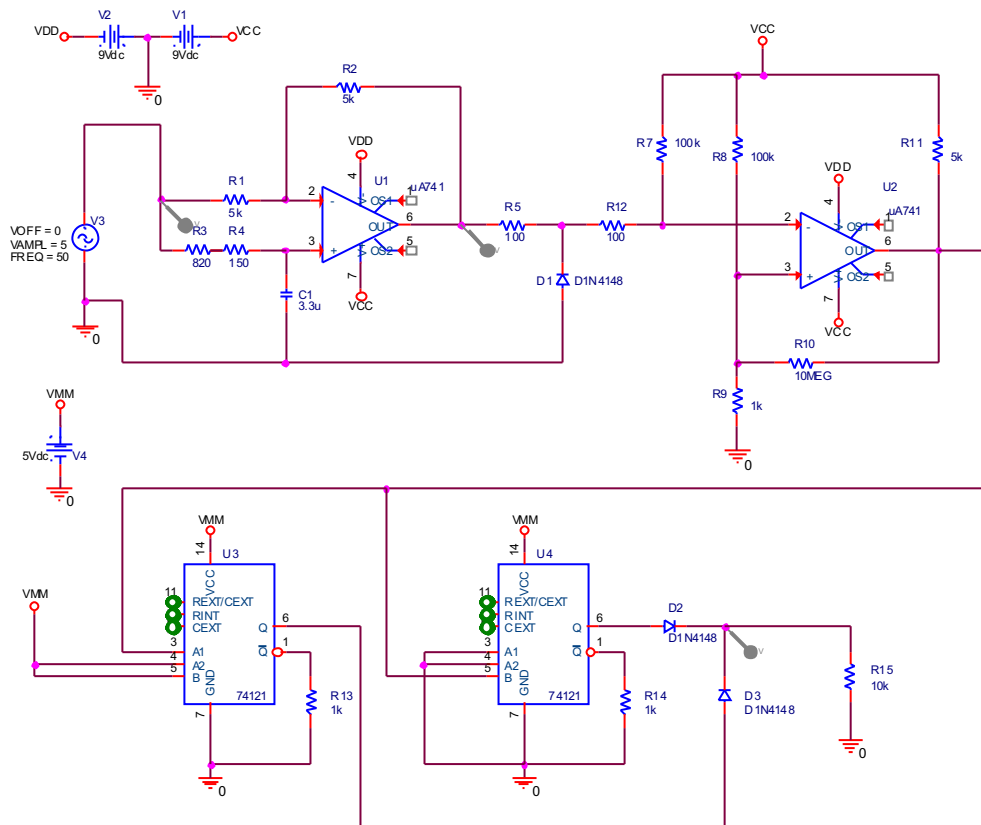 V2
V1
VDD
VCC
9Vdc
9Vdc
0
R2
5k
VDD
4
U1
uA741
R1
5k
2
-
V-
OS1
1
6
OUT
3
+
OS2
5
V+
7
VCC
V3
VOFF = 0
VAMPL = 5
FREQ = 50
V
R3
820
R4
150
C1
3.3u
0
V
R5
100
R12
100
D1
D1N4148
VCC
R7
100k
R8
100k
R11
5k
VDD
4
U2
uA741
2
-
V-
OS1
1
6
OUT
3
+
OS2
5
V+
7
VCC
R10
10MEG
R9
1k
0
VMM
5Vdc
V4
0
VMM
VMM
14
U3
VCC
11
REXT/CEXT
RINT
CEXT
Q
6
3
A1
Q
1
4
A2
5
B
GND
74121
7
R13
1k
0
VMM
14
U4
VCC
11
REXT/CEXT
RINT
CEXT
Q
6
3
A1
Q
1
4
A2
5
B
GND
74121
7
R14
1k
0
D2
D1N4148
V
D3
D1N4148
R15
10k
0